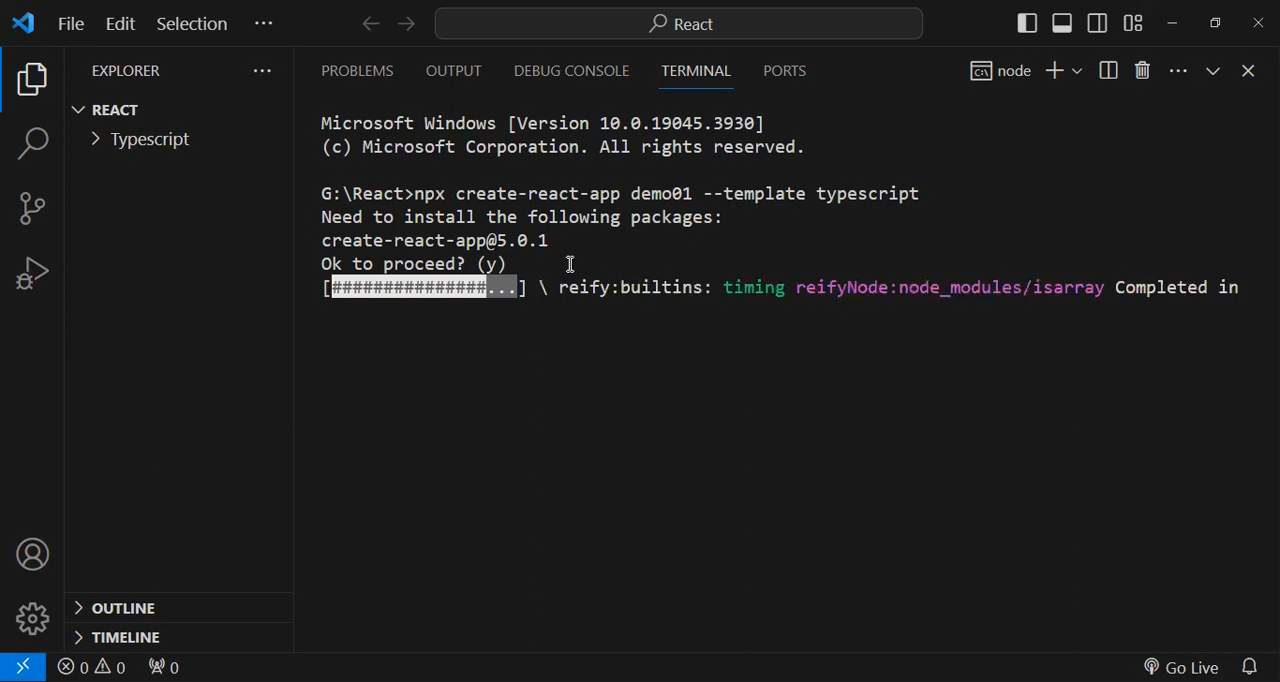 File Edit Selection ··· React
EXPLORER ···
PROBLEMS OUTPUT DEBUG CONSOLE TERMINAL PORTS node ···
REACT
Typescript
Microsoft Windows [Version 10.0.19045.3930]
(c) Microsoft Corporation. All rights reserved.
G:\React>npx create-react-app demo01 --template typescript
Need to install the following packages:
create-react-app@5.0.1
Ok to proceed? (y)
[###############...] \ reify:builtins: timing reifyNode:node_modules/isarray Completed in
OUTLINE
TIMELINE
0 0 0 Go Live